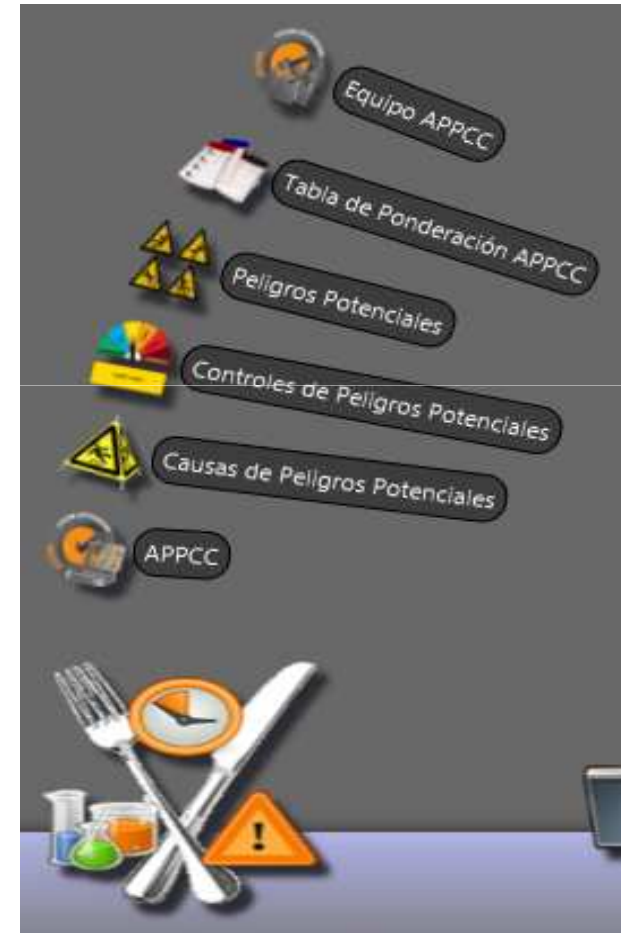 Equipo APPCC
Tabla de Ponderación APPCC
Peligros Potenciales
Controles de Peligros Potenciales
Causas de Peligros Potenciales
APPCC
!